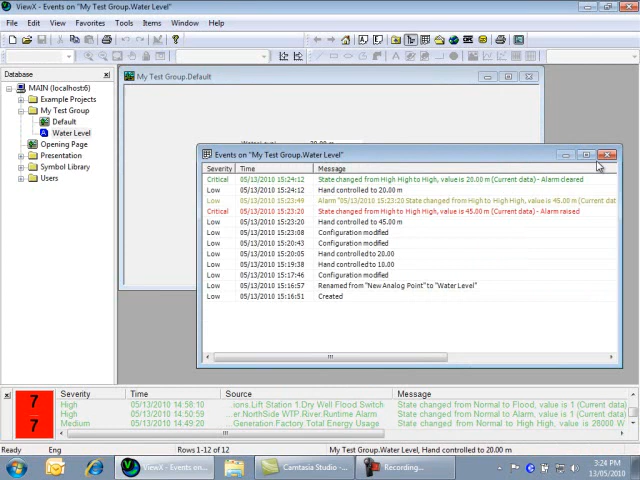 ViewX - Events on "My Test Group.Water Level"
File Edit View Favorites Tools Items Window Help
Database
MAIN (localhost6)
Example Projects
My Test Group
Default
Water Level
Opening Page
Presentation
Symbol Library
Users
My Test Group.Default
Events on "My Test Group.Water Level"
Severity Time Message
Critical 05/13/2010 15:24:12 State changed from High High to High, value is 20.00 m (Current data) - Alarm cleared
Low 05/13/2010 15:24:12 Hand controlled to 20.00 m
Low 05/13/2010 15:23:49 Alarm "05/13/2010 15:23:20 State changed from High to High High, value is 45.00 m (Current dat
Critical 05/13/2010 15:23:20 State changed from High to High High, value is 45.00 m (Current data) - Alarm raised
Low 05/13/2010 15:23:20 Hand controlled to 45.00 m
Low 05/13/2010 15:23:08 Configuration modified
Low 05/13/2010 15:20:43 Configuration modified
Low 05/13/2010 15:20:05 Hand controlled to 20.00
Low 05/13/2010 15:19:38 Hand controlled to 10.00
Low 05/13/2010 15:17:46 Configuration modified
Low 05/13/2010 15:16:57 Renamed from "New Analog Point" to "Water Level"
Low 05/13/2010 15:16:51 Created
7
7
Severity Time Source Message
High 05/13/2010 14:58:10 ...ions.Lift Station 1.Dry Well Flood Switch State changed from Normal to Flood, value is 1 (Current data)
High 05/13/2010 14:50:59 ...er.NorthSide WTP.River.Runtime Alarm State changed from Normal to Alarm, value is 1 (Current data)
Medium 05/13/2010 14:49:20 ... Generation Factory Total Energy Usage State changed from Normal to High High, value is 28000 W
Ready Eng Rows 1-12 of 12 My Test Group.Water Level, Hand controlled to 20.00 m
ViewX - Events on...
Camtasia Studio -...
Recording...
3:24 PM
13/05/2010